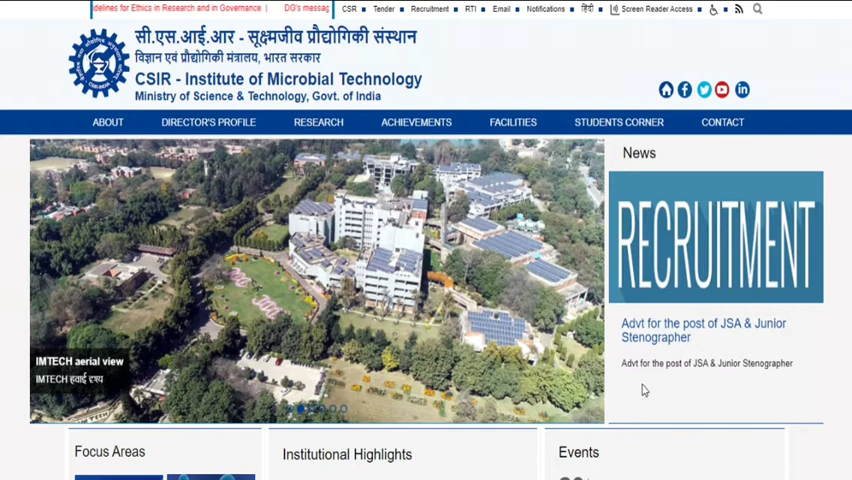 idelines for Ethics in Research and in Governance | DG's messag
CSR Tender Recruitment RTI Email Notifications हिंदी Screen Reader Access
सी.एस.आई.आर - सूक्ष्मजीव प्रौद्योगिकी संस्थान
विज्ञान एवं प्रौद्योगिकी मंत्रालय, भारत सरकार
CSIR - Institute of Microbial Technology
Ministry of Science & Technology, Govt. of India
ABOUT DIRECTOR'S PROFILE RESEARCH ACHIEVEMENTS FACILITIES STUDENTS CORNER CONTACT
News
RECRUITMENT
Advt for the post of JSA & Junior
Stenographer
Advt for the post of JSA & Junior Stenographer
IMTECH aerial view
IMTECH हवाई दृश्य
Focus Areas
Institutional Highlights
Events